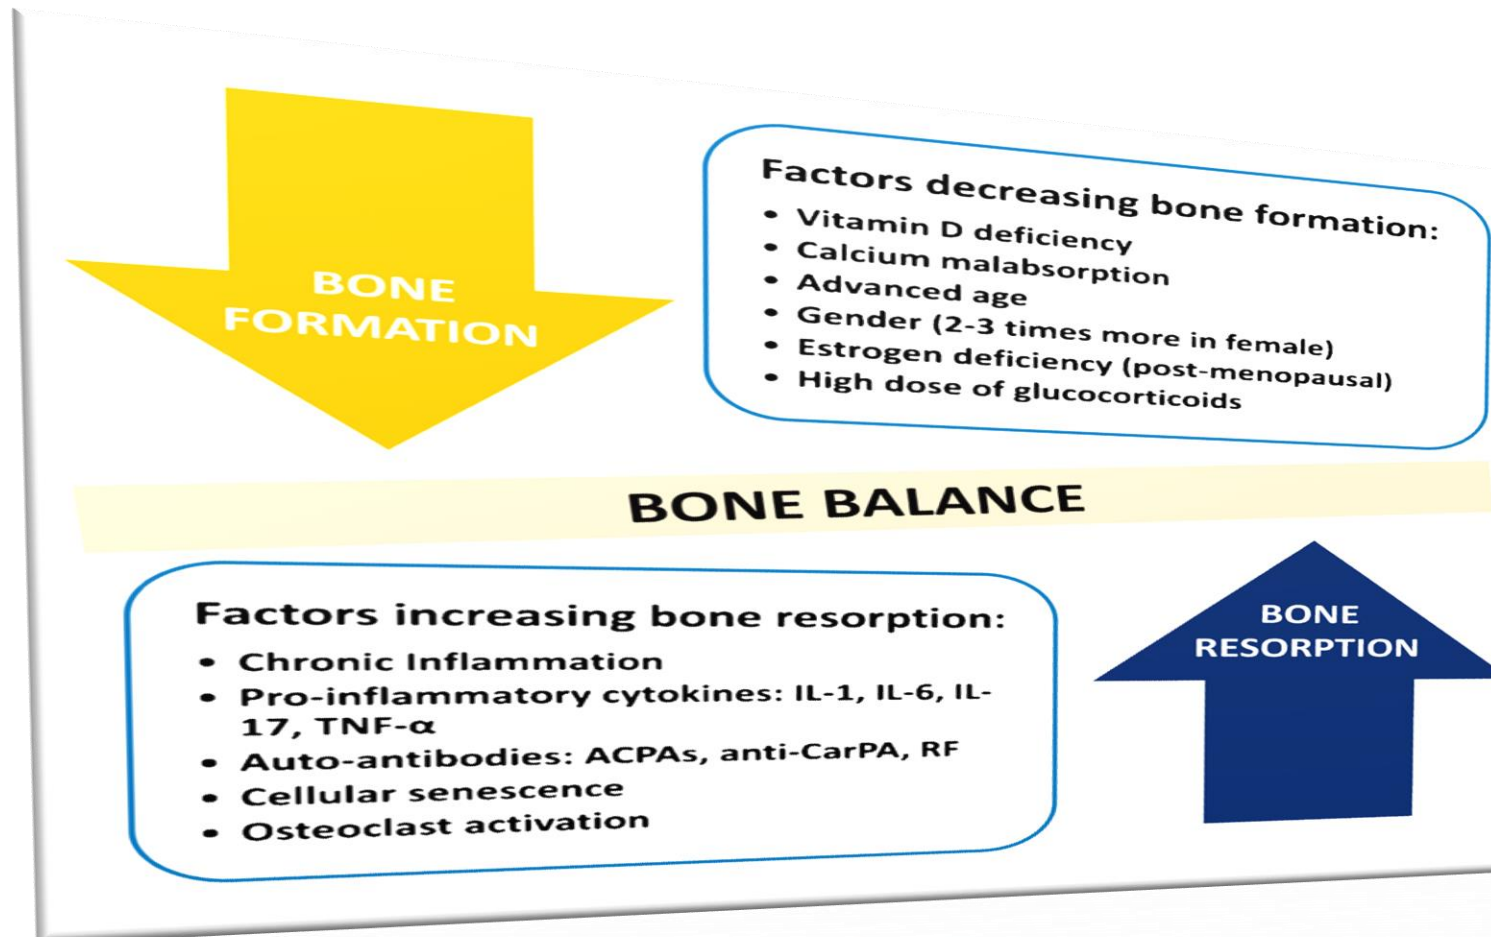 BONE
FORMATION
Factors decreasing bone formation:
• Vitamin D deficiency
• Calcium malabsorption
• Advanced age
• Gender (2-3 times more in female)
• Estrogen deficiency (post-menopausal)
• High dose of glucocorticoids
BONE BALANCE
Factors increasing bone resorption:
• Chronic Inflammation
• Pro-inflammatory cytokines: IL-1, IL-6, IL-
17, TNF-α
• Auto-antibodies: ACPAs, anti-CarPA, RF
• Cellular senescence
• Osteoclast activation
BONE
RESORPTION